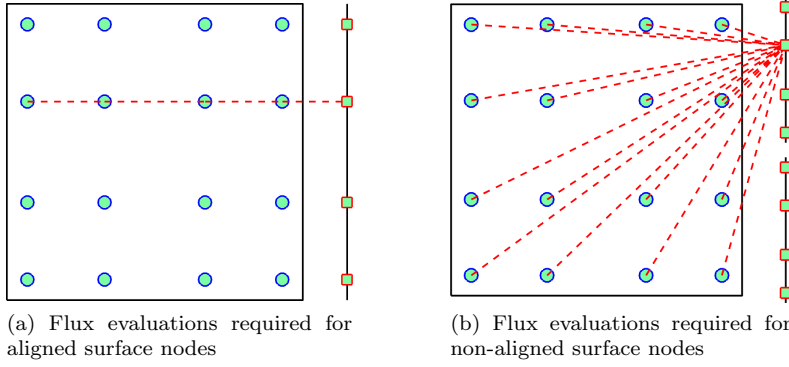 (a) Flux evaluations required for
aligned surface nodes
(b) Flux evaluations required for
non-aligned surface nodes